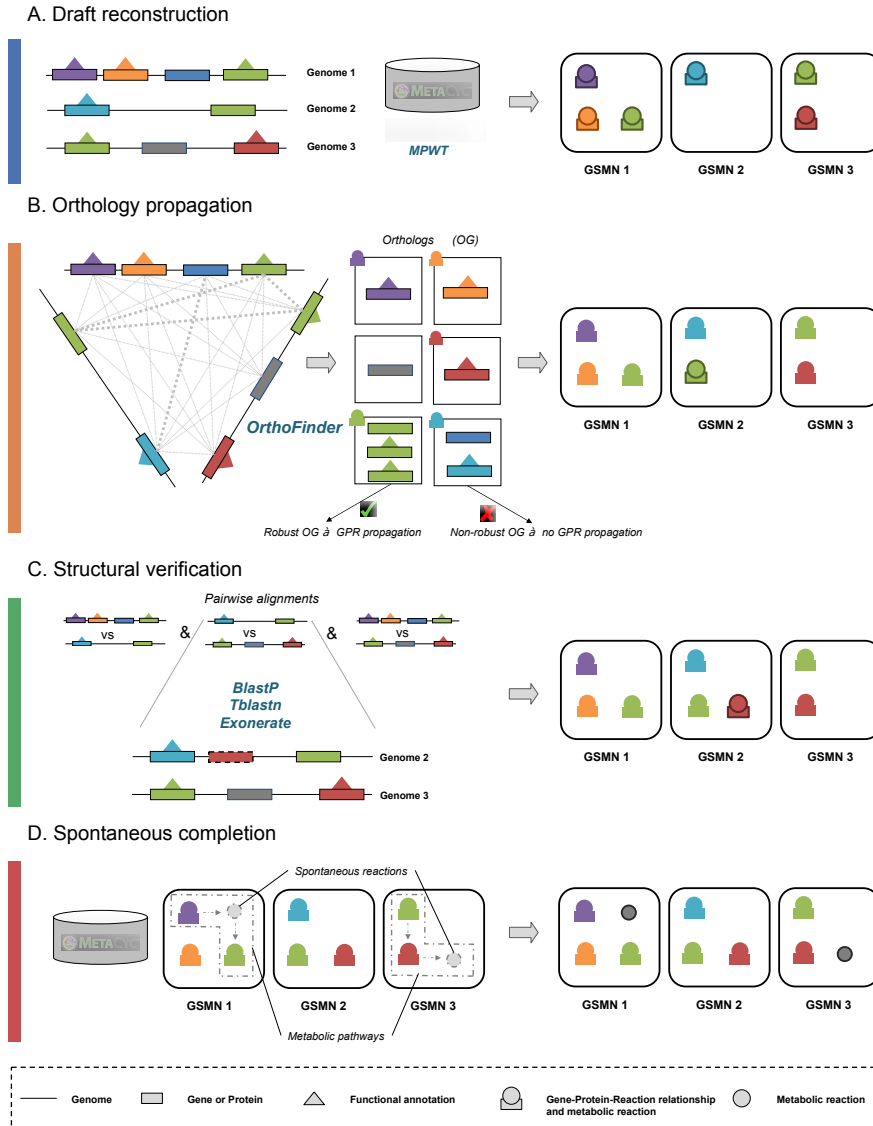 A. Draft reconstruction
Genome 1
Genome 2
Genome 3
METACYC
MPWT
GSMN 1
GSMN 2
GSMN 3
B. Orthology propagation
Orthologs (OG)
OrthoFinder
GSMN 1
GSMN 2
GSMN 3
Robust OG à GPR propagation
Non-robust OG à no GPR propagation
C. Structural verification
Pairwise alignments
vs
&
vs
&
vs
BlastP
Tblastn
Exonerate
Genome 2
Genome 3
GSMN 1
GSMN 2
GSMN 3
D. Spontaneous completion
Spontaneous reactions
METACYC
GSMN 1
GSMN 2
GSMN 3
Metabolic pathways
GSMN 1
GSMN 2
GSMN 3
Genome
Gene or Protein
Functional annotation
Gene-Protein-Reaction relationship
and metabolic reaction
Metabolic reaction